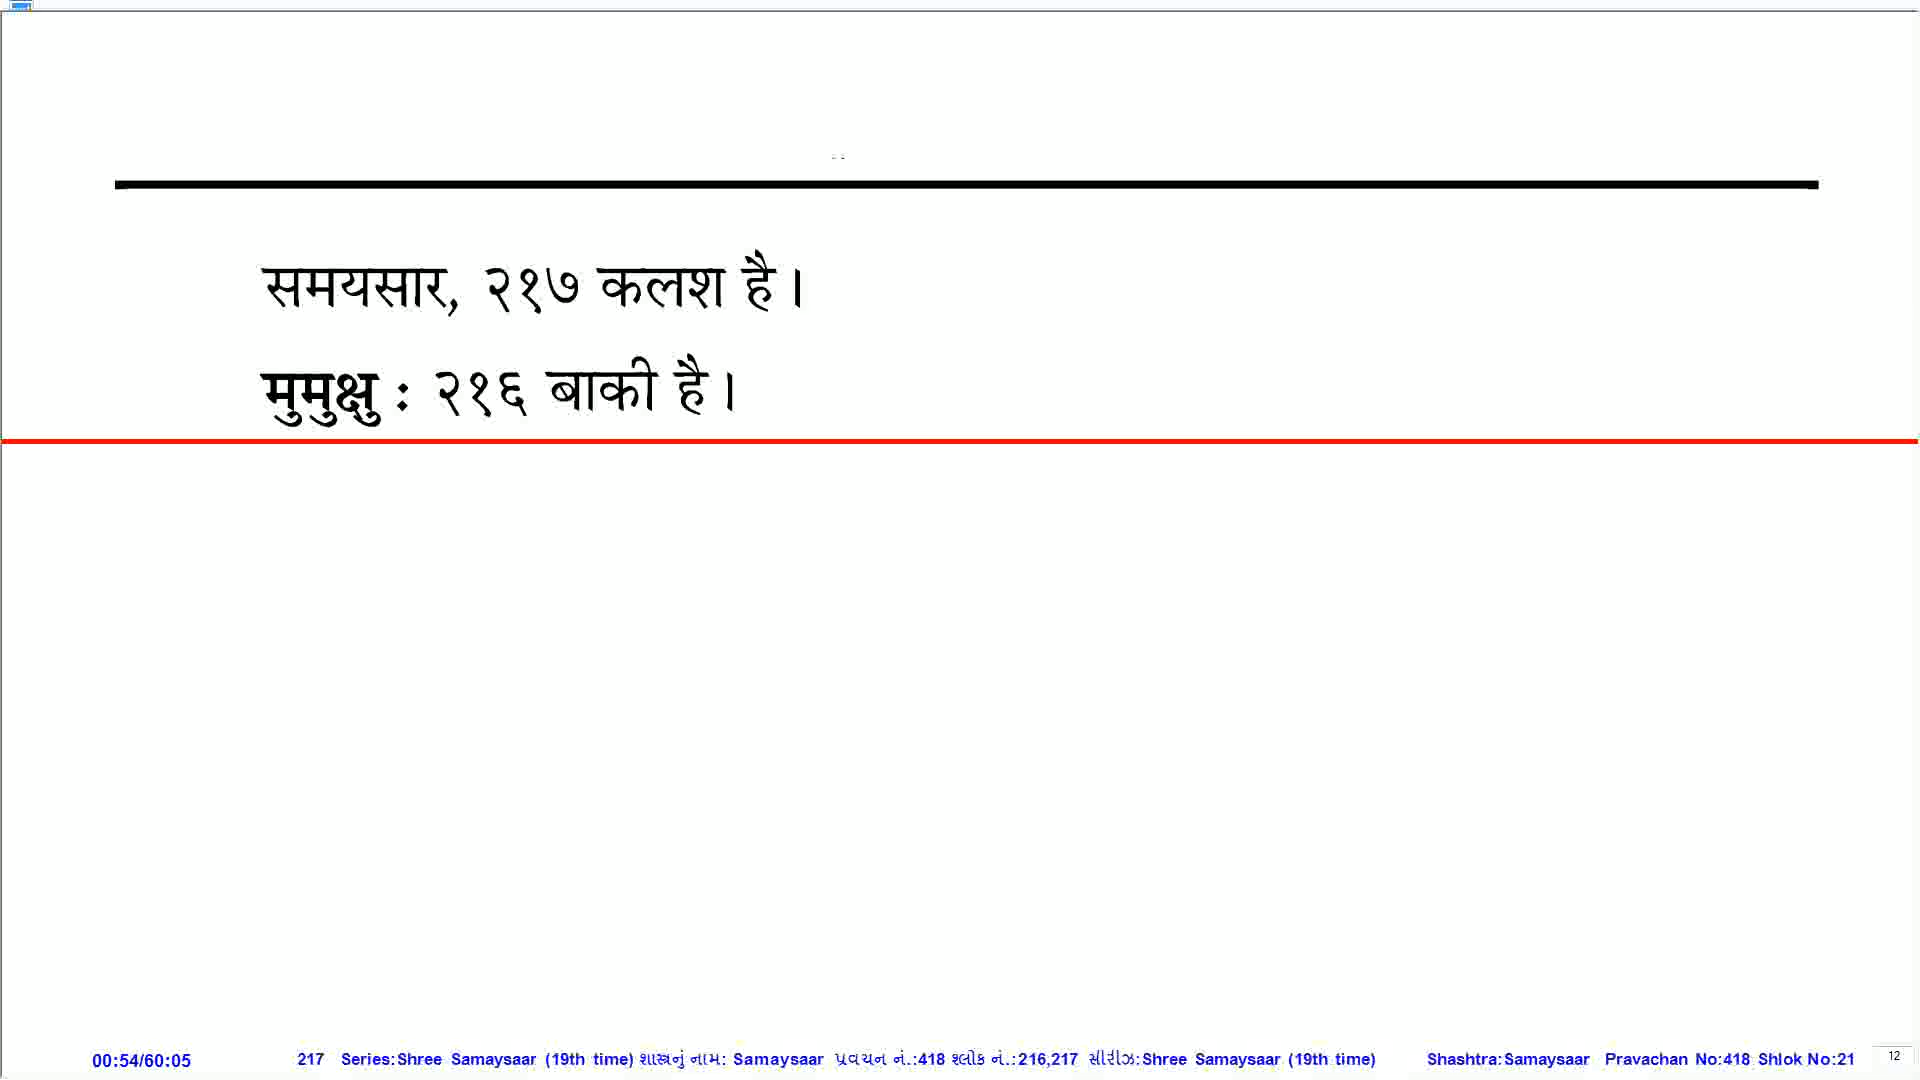 समयसार, २१७ कलश है।
मुमुक्षु : २१६ बाकी है।
00:54/60:05 217 Series:Shree Samaysaar (19th time) શાસ્ત્રનું નામ: Samaysaar પ્રવચન નં.:418 શ્લોક નં.:216,217 સીરીઝ:Shree Samaysaar (19th time) Shashtra:Samaysaar Pravachan No:418 Shlok No:21 12